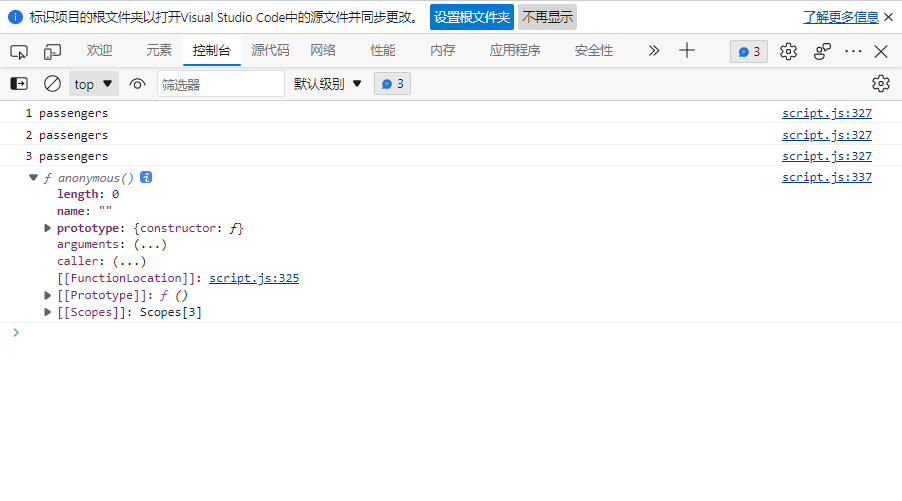 标识项目的根文件夹以打开Visual Studio Code中的源文件并同步更改。 设置根文件夹 不再显示 了解更多信息
欢迎 元素 控制台 源代码 网络 性能 内存 应用程序 安全性 3
top 筛选器 默认级别 3
1 passengers script.js:327
2 passengers script.js:327
3 passengers script.js:327
ƒ anonymous() script.js:337
length: 0
name: ""
prototype: {constructor: ƒ}
arguments: (...)
caller: (...)
[[FunctionLocation]]: script.js:325
[[Prototype]]: ƒ ()
[[Scopes]]: Scopes[3]